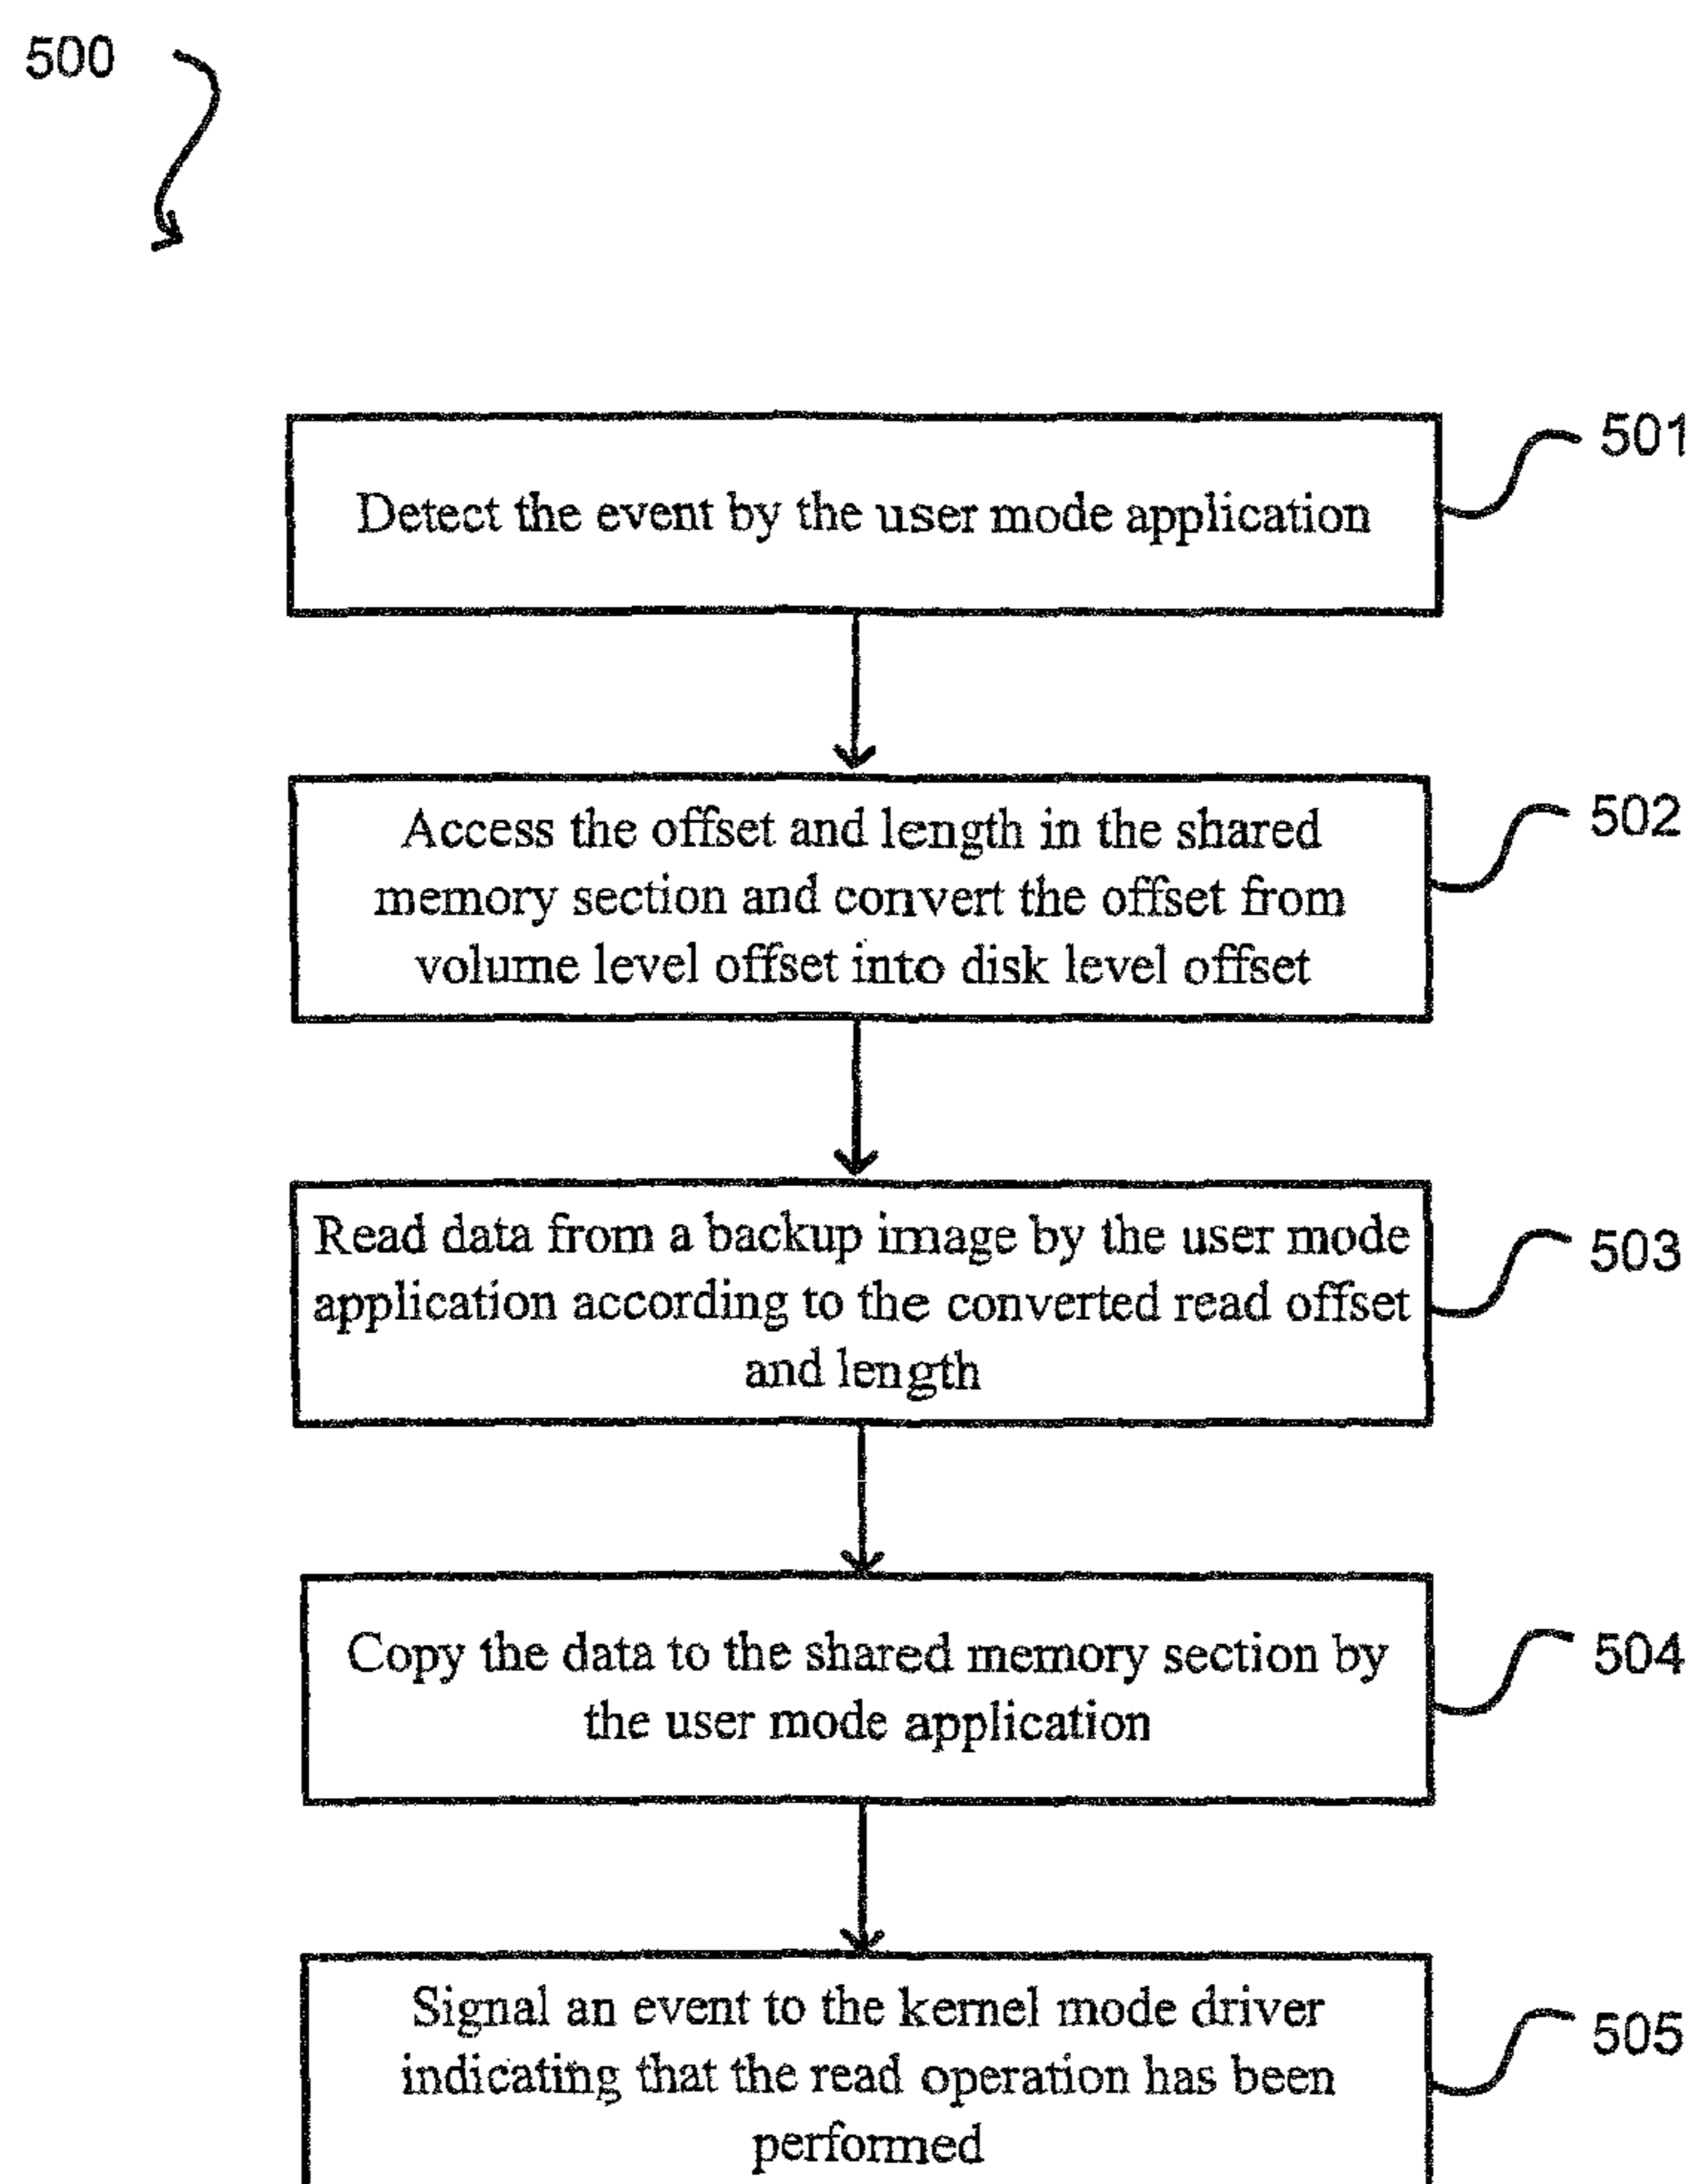 500
501
Detect the event by the user mode application
502
Access the offset and length in the shared
memory section and convert the offset from
volume level offset into disk level offset
503
Read data from a backup image by the user mode
application according to the converted read offset
and length
504
Copy the data to the shared memory section by
the user mode application
505
Signal an event to the kernel mode driver
indicating that the read operation has been
performed